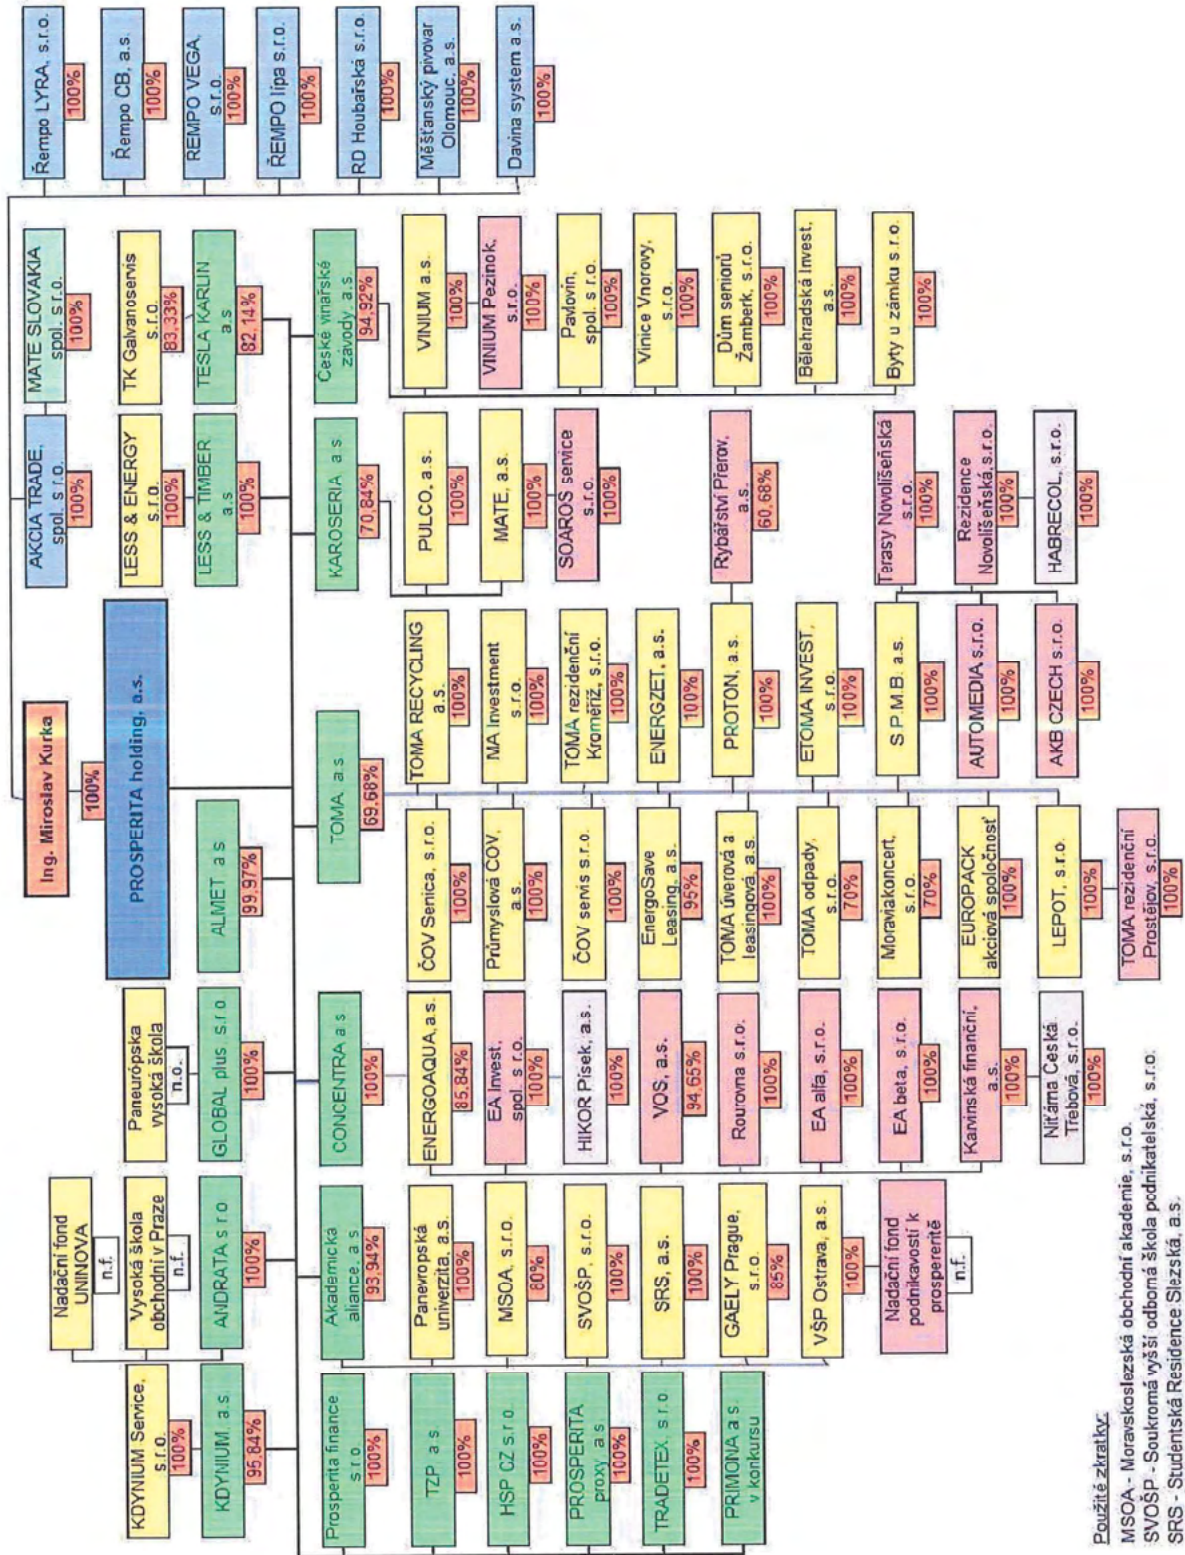 Ing. Miroslav Kurka
100%
PROSPERITA holding, a.s.
AKCIA TRADE,
spol. s r.o.
100%
MATE SLOVAKIA
spol. s r.o.
100%
Řempo LYRA, s.r.o.
100%
Řempo CB, a.s.
100%
REMPO VEGA,
s.r.o.
100%
ŘEMPO lípa s.r.o.
100%
RD Houbařská s.r.o.
100%
Měšťanský pivovar
Olomouc, a.s.
100%
Davina system a.s.
100%
Nadační fond
UNINOVA
n.f.
KDYNIUM Service,
s.r.o.
100%
Vysoká škola
obchodní v Praze
n.f.
Paneurópska
vysoká škola
n.o.
LESS & ENERGY
s.r.o.
100%
TK Galvanoservis
s.r.o.
83,33%
KDYNIUM, a.s.
95,84%
ANDRATA s r.o.
100%
GLOBAL plus, s.r.o.
100%
ALMET a.s.
99,97%
LESS & TIMBER
a.s
100%
TESLA KARLIN
a.s
82,14%
Prosperita finance
s r.o.
100%
TZP a.s.
100%
HSP CZ s.r.o.
100%
PROSPERITA
proxy, a.s.
100%
TRADETEX, s.r.o.
100%
PRIMONA a.s
v konkursu
Akademicka
aliance, a.s
93,94%
Panevropská
univerzita, a.s.
100%
MSOA, s.r.o.
80%
SVOŠP, s.r.o.
100%
SRS, a.s.
100%
GAELY Prague,
s.r.o.
85%
VŠP Ostrava, a.s.
100%
Nadační fond
podnikavostí k
prosperenitě
n.f.
CONCENTRA a.s.
100%
ENERGOAQUA, a.s.
85,84%
EA Invest,
spol. s r.o.
100%
HIKOR Písek, a.s.
100%
VOS, a.s.
94,65%
Rourovna s.r.o.
100%
EA alfa, s.r.o.
100%
EA beta, s.r.o.
100%
Karvinská finanční,
a.s.
100%
Niťárna Česká
Třebová, s.r.o.
100%
TOMA a.s.
69,68%
ČOV Senica, s.r.o.
100%
Průmyslová ČOV,
a.s.
100%
ČOV servis s.r.o.
100%
EnergoSave
Leasing, a.s.
95%
TOMA úverová a
leasingová, a.s.
100%
TOMA odpady,
s.r.o.
70%
Moraviakoncert,
s.r.o.
70%
EUROPACK
akciová spoločnosť
100%
LEPOT, s.r.o.
100%
TOMA rezidenční
Prostějov, s.r.o.
100%
TOMA RECYCLING
a.s.
100%
MA Investment
s.r.o.
100%
TOMA rezidenční
Kroměříž, s.r.o.
100%
ENERGZET, a.s.
100%
PROTON, a.s.
100%
ETOMA INVEST,
s.r.o.
100%
S.P.M.B. a.s.
100%
AUTOMEDIA s.r.o.
100%
AKB CZECH s.r.o.
100%
KAROSERIA a.s.
70,84%
PULCO, a.s.
100%
MATE, a.s.
100%
SOAROS service
s.r.o.
100%
Rybářství Přerov,
a.s.
60,68%
Terasy Novolíšeňská
s.r.o.
100%
Rezidence
Novolíšeňská, s.r.o.
100%
HABRECOL, s.r.o.
100%
České vinařské
závody, a.s.
94,92%
VINIUM a.s.
100%
VINIUM Pezinok,
s.r.o.
100%
Pavlovín,
spol. s r.o.
100%
Vinice Vnorovy,
s.r.o.
100%
Dům seniorů
Žamberk, s.r.o.
100%
Bělehradská Invest,
a.s.
100%
Byty u zámku s.r.o.
100%
Použité zkratky:
MSOA - Moravskoslezská obchodní akademie, s.r.o.
SVOŠP - Soukromá vyšší odborná škola podnikatelská, s.r.o.
SRS - Studentská Residence Slezská, a.s.